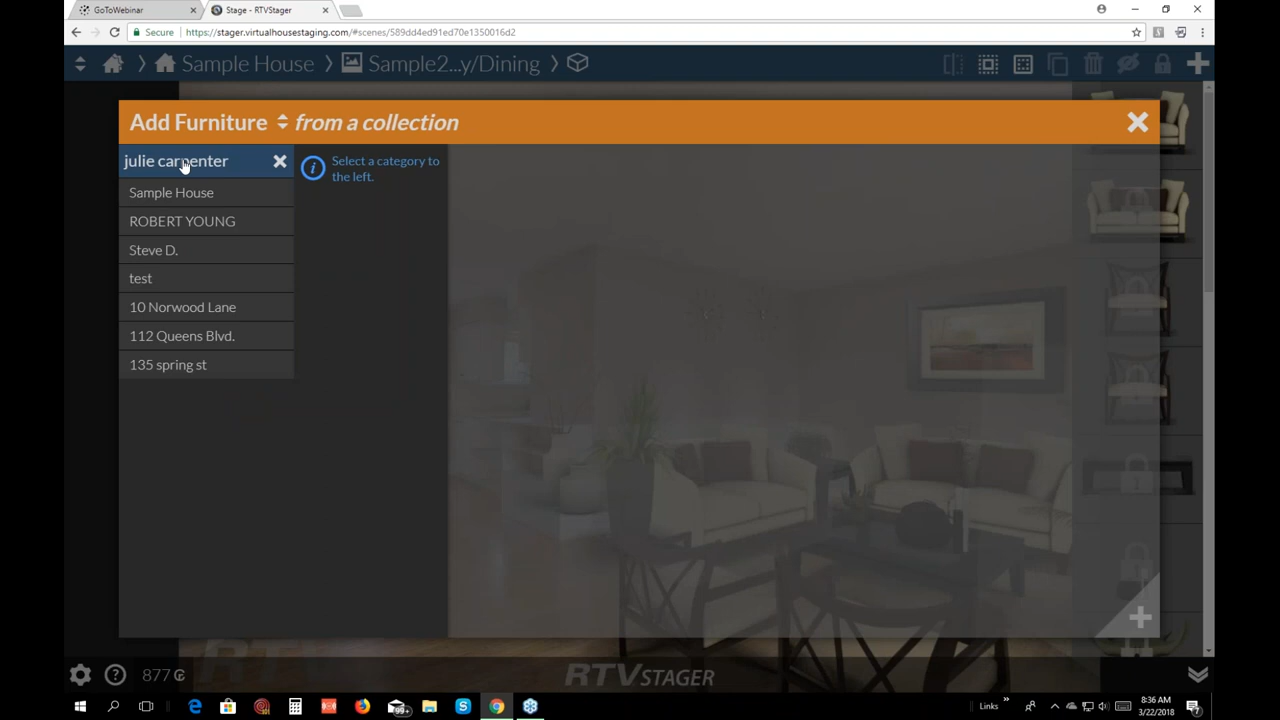 GoToWebinar
Stage - RTVStager
Secure
https://stager.virtualhousestaging.com/#scenes/589dd4ed91ed70e1350016d2
Sample House
Sample2...y/Dining
Add Furniture
from a collection
julie carpenter
Select a category to
the left.
Sample House
ROBERT YOUNG
Steve D.
test
10 Norwood Lane
112 Queens Blvd.
135 spring st
877
RTVSTAGER
Links
8:36 AM
3/22/2018
99+